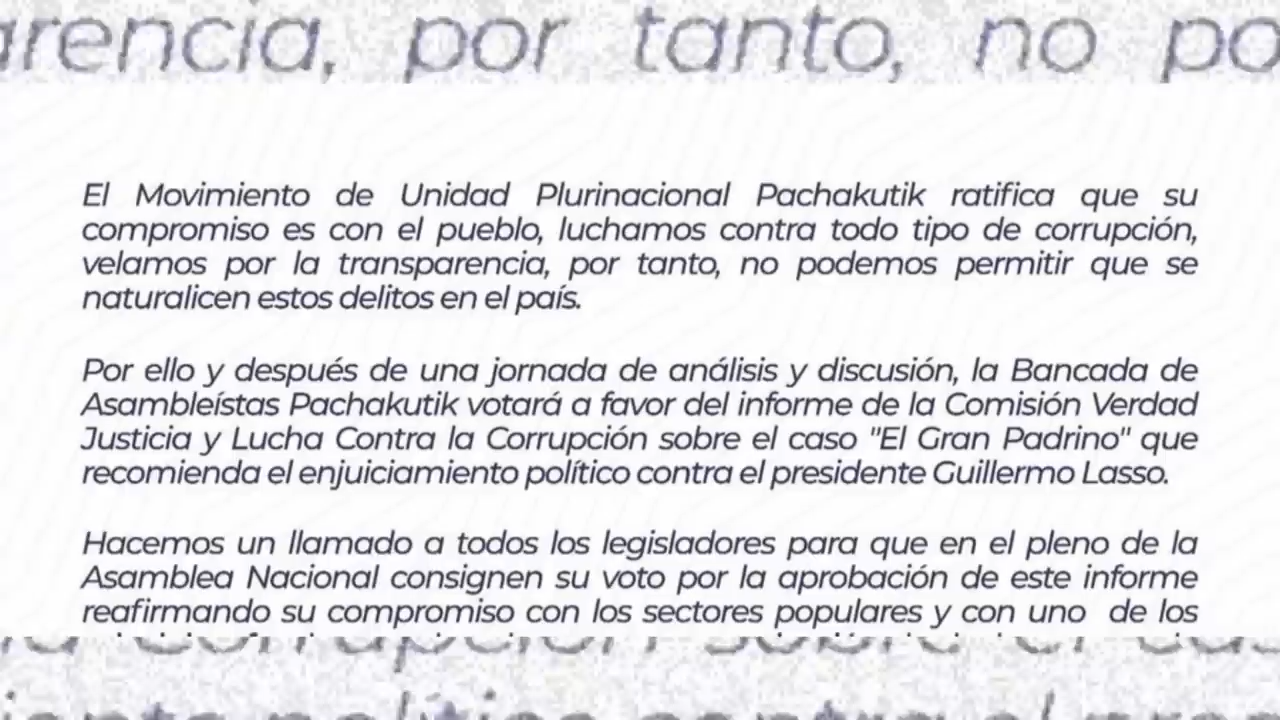 arencia, por tanto, no po
El Movimiento de Unidad Plurinacional Pachakutik ratifica que su
compromiso es con el pueblo, luchamos contra todo tipo de corrupción,
velamos por la transparencia, por tanto, no podemos permitir que se
naturalicen estos delitos en el país.
Por ello y después de una jornada de análisis y discusión, la Bancada de
Asambleístas Pachakutik votará a favor del informe de la Comisión Verdad
Justicia y Lucha Contra la Corrupción sobre el caso "El Gran Padrino" que
recomienda el enjuiciamiento político contra el presidente Guillermo Lasso.
Hacemos un llamado a todos los legisladores para que en el pleno de la
Asamblea Nacional consignen su voto por la aprobación de este informe
reafirmando su compromiso con los sectores populares y con uno de los